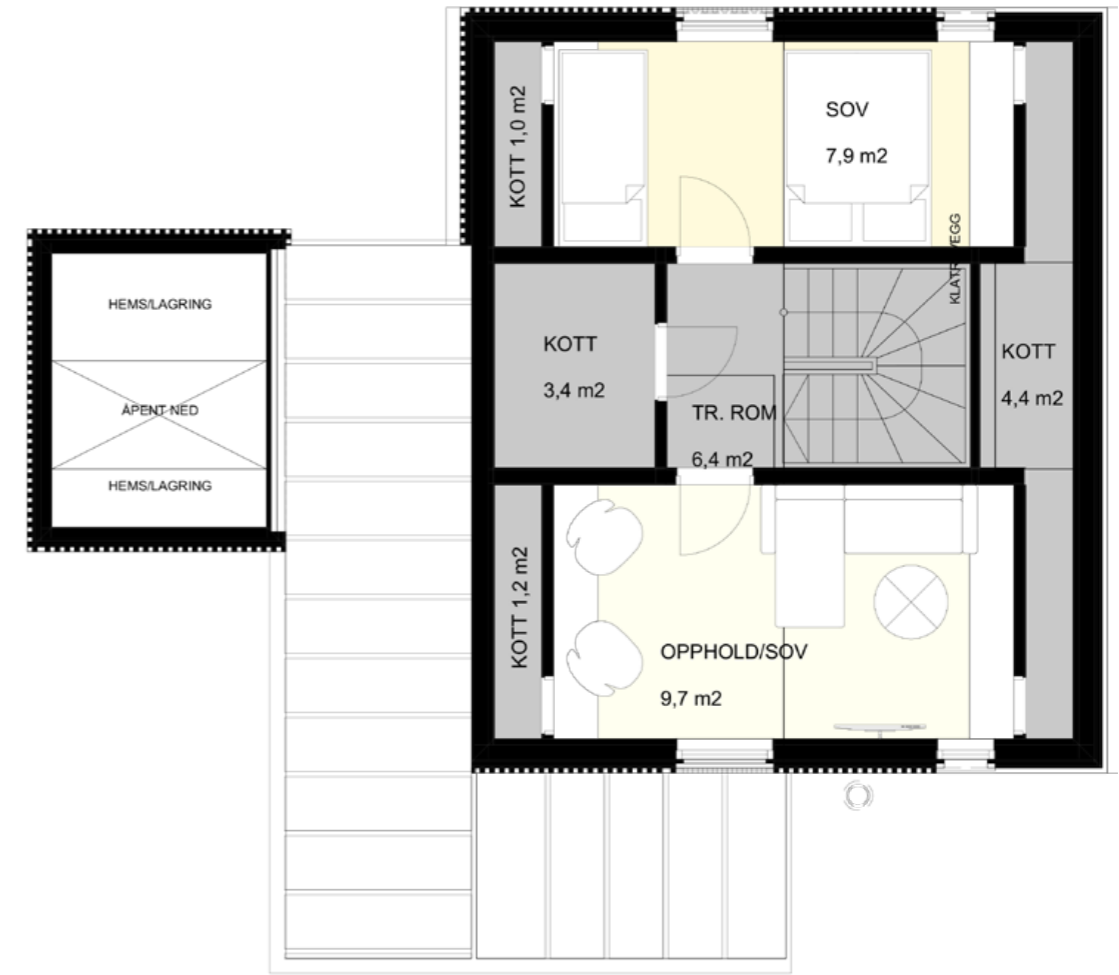 KOTT 1,0 m2
SOV
7,9 m2
HEMS/LAGRING
ÅPENT NED
HEMS/LAGRING
KOTT
3,4 m2
TR. ROM
6,4 m2
KOTT
4,4 m2
KOTT 1,2 m2
OPPHOLD/SOV
9,7 m2